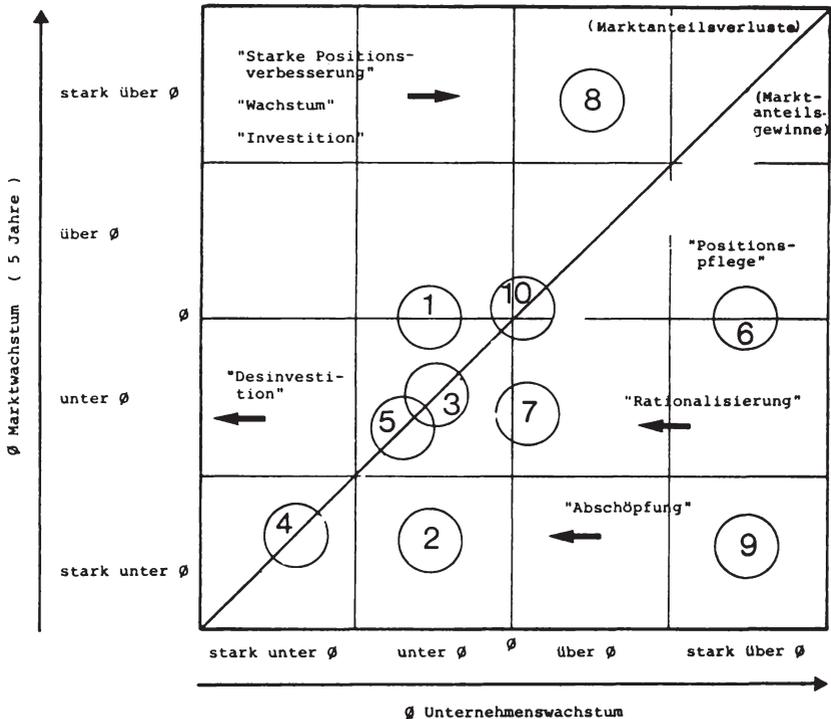 (Marktanteilsverluste)
"Starke Positions-
verbesserung"
"Wachstum"
"Investition"
8
(Markt-
anteils-
gewinne)
stark über Ø
über Ø
Ø
unter Ø
stark unter Ø
Ø Marktwachstum ( 5 Jahre )
"Positions-
pflege"
1
10
6
"Desinvesti-
tion"
3
5
7
"Rationalisierung"
"Abschöpfung"
4
2
9
stark unter Ø
unter Ø
Ø
über Ø
stark über Ø
Ø Unternehmenswachstum